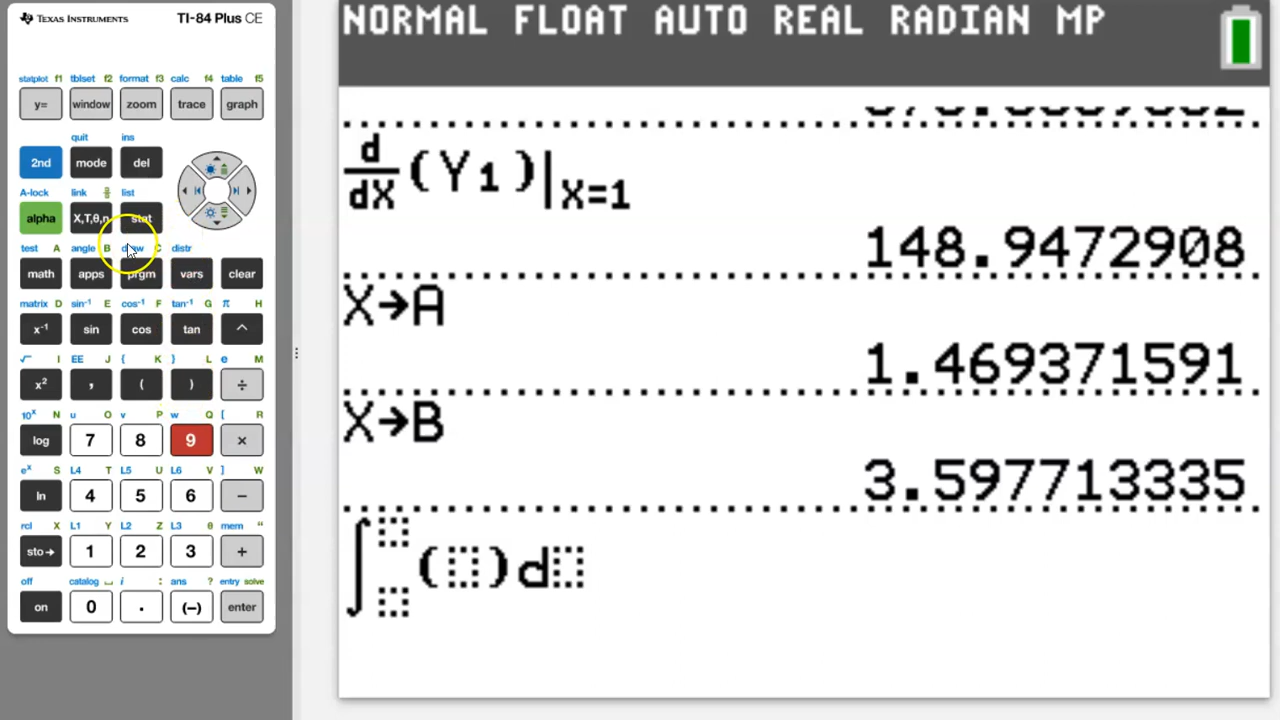 TEXAS INSTRUMENTS TI-84 Plus CE
statplot f1 tblset f2 format f3 calc f4 table f5
y= window zoom trace graph
quit ins
2nd mode del
A-lock link list
alpha X,T,θ,n stat
test A angle B draw C distr
math apps prgm vars clear
matrix D sin⁻¹ E cos⁻¹ F tan⁻¹ G π H
x⁻¹ sin cos tan ^
√ I EE J { K } L e M
x² , ( ) ÷
10ˣ N u O v P w Q [ R
log 7 8 9 ×
eˣ S L4 T L5 U L6 V ] W
ln 4 5 6 −
rcl X L1 Y L2 Z L3 θ mem “
sto→ 1 2 3 +
off catalog ⎵ i : ans ? entry solve
on 0 . (−) enter
NORMAL FLOAT AUTO REAL RADIAN MP
d/dX(Y1)|X=1
148.9472908
X→A
1.469371591
X→B
3.597713335
∫(⬚)d⬚